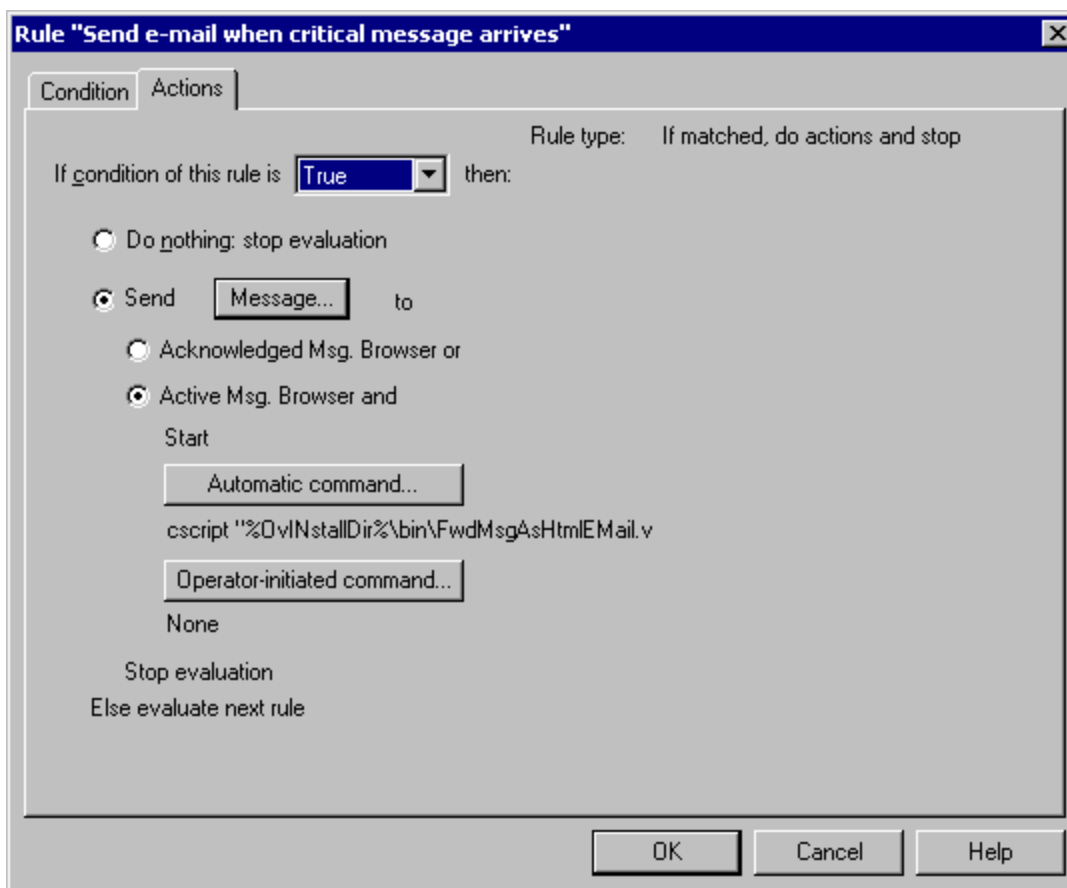 Rule "Send e-mail when critical message arrives"
Condition Actions
Rule type: If matched, do actions and stop
If condition of this rule is True then:
Do nothing: stop evaluation
Send Message... to
Acknowledged Msg. Browser or
Active Msg. Browser and
Start
Automatic command...
cscript "%OvINstallDir%\bin\FwdMsgAsHtmlEMail.v
Operator-initiated command...
None
Stop evaluation
Else evaluate next rule
OK Cancel Help